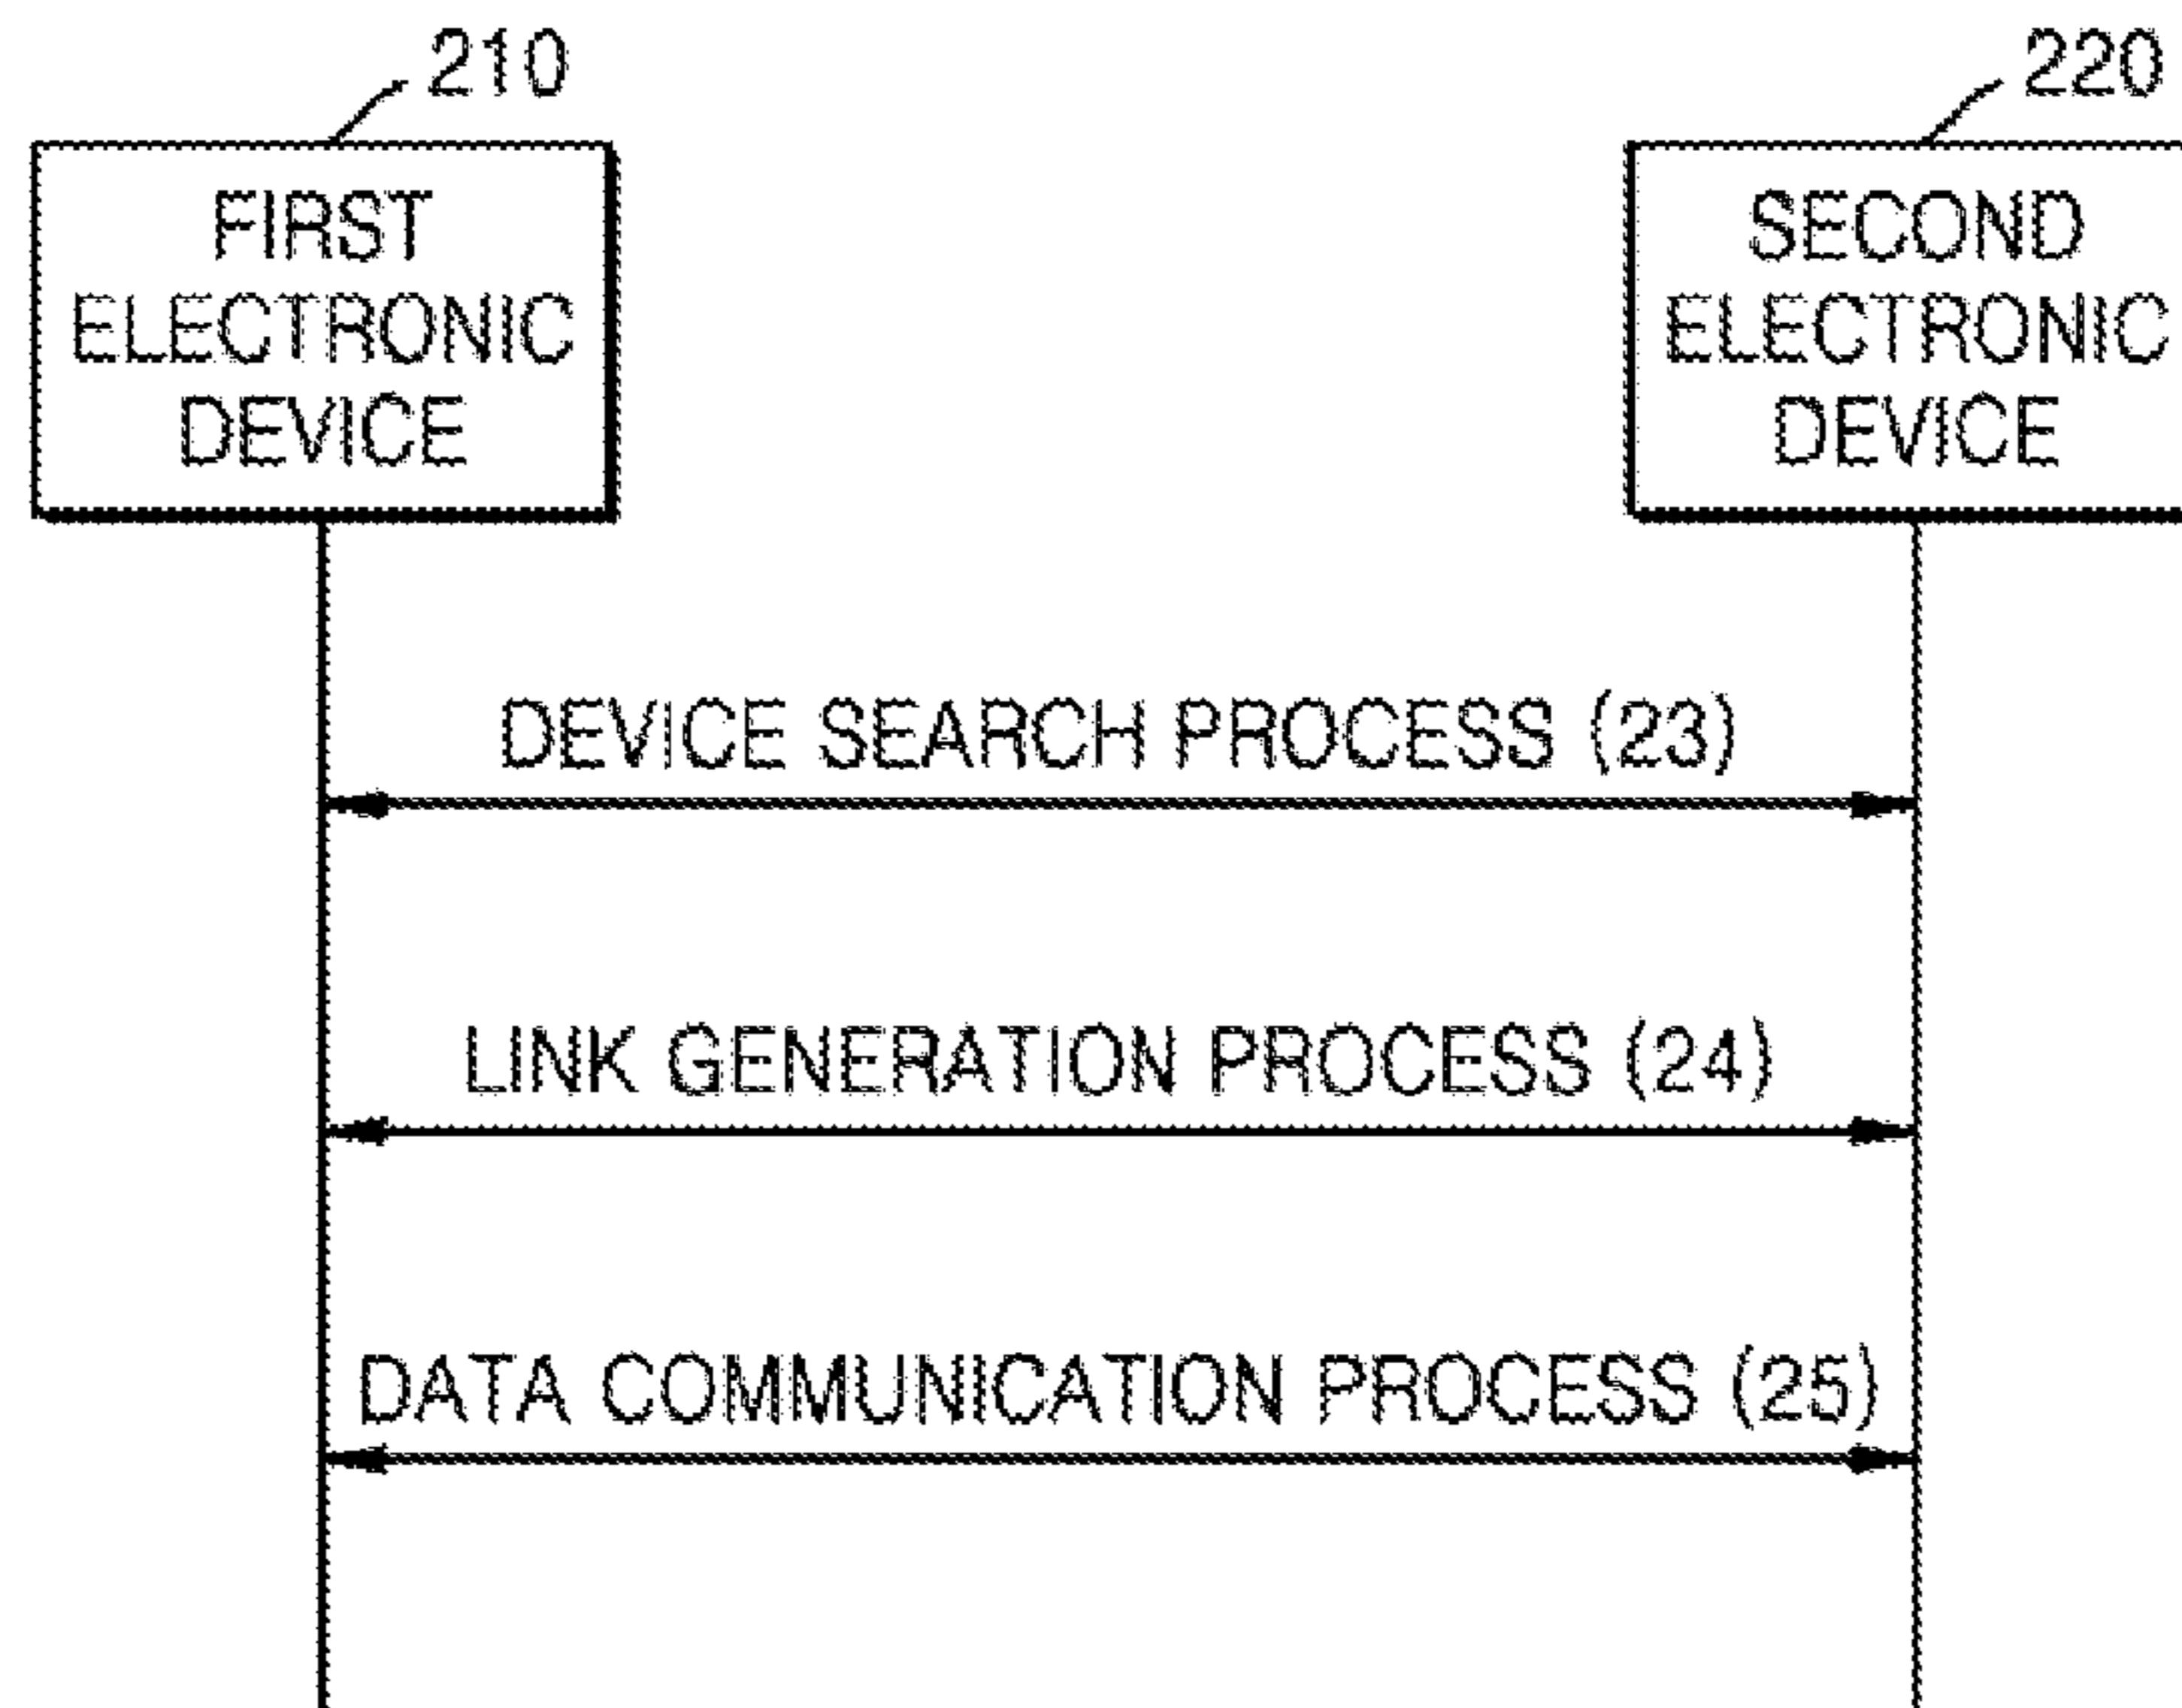 210
220
FIRST
ELECTRONIC
DEVICE
SECOND
ELECTRONIC
DEVICE
DEVICE SEARCH PROCESS (23)
LINK GENERATION PROCESS (24)
DATA COMMUNICATION PROCESS (25)